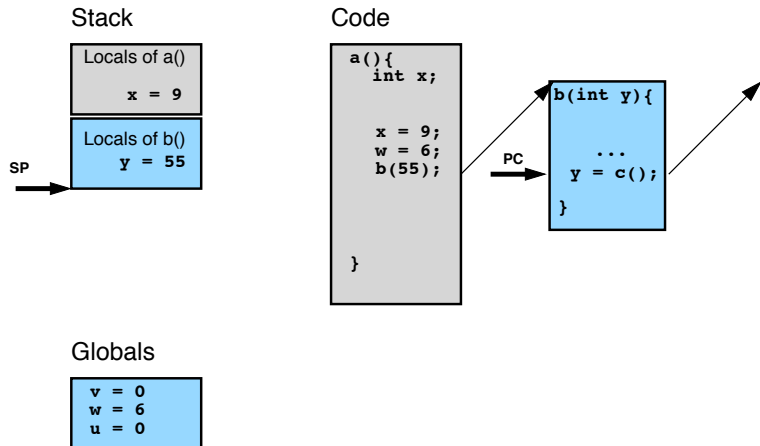 Stack
Locals of a()
x = 9
Locals of b()
y = 55
SP
Code
a(){
int x;
x = 9;
w = 6;
b(55);
}
PC
b(int y){
...
y = c();
}
Globals
v = 0
w = 6
u = 0